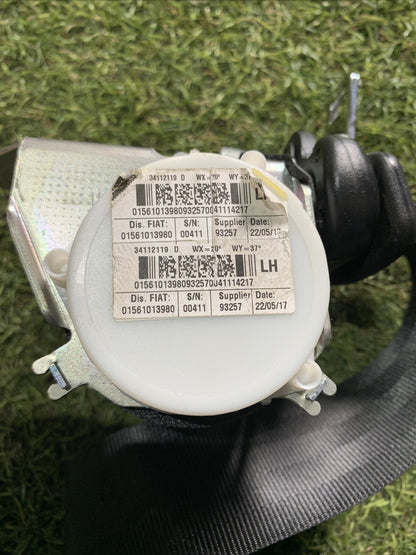 34112119 D WX=20° WY=3
L
01561013980932570041114217
Dis. FIAT: S/N: Supplier Date:
01561013980 00411 93257 22/05/17
34112119 D WX=20° WY=37°
LH
01561013980932570041114217
Dis. FIAT: S/N: Supplier Date:
01561013980 00411 93257 22/05/17